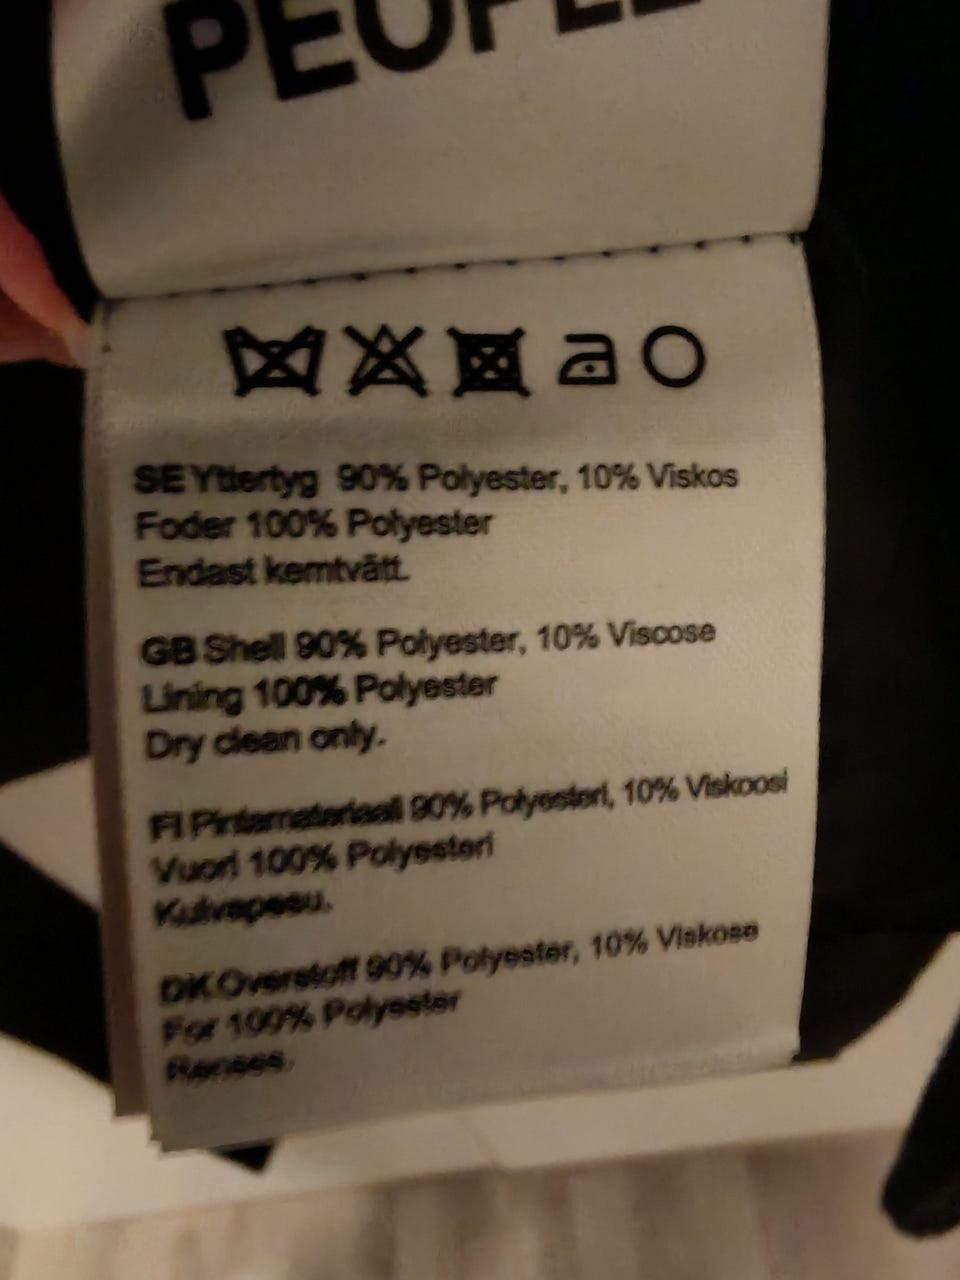 PEOPLE
SE Yttertyg 90% Polyester, 10% Viskos
Foder 100% Polyester
Endast kemtvätt.
GB Shell 90% Polyester, 10% Viscose
Lining 100% Polyester
Dry clean only.
FI Pintamateriaali 90% Polyesteri, 10% Viskoosi
Vuori 100% Polyesteri
Kuivapesu.
DK Overstoff 90% Polyester, 10% Viskose
For 100% Polyester
Renses.